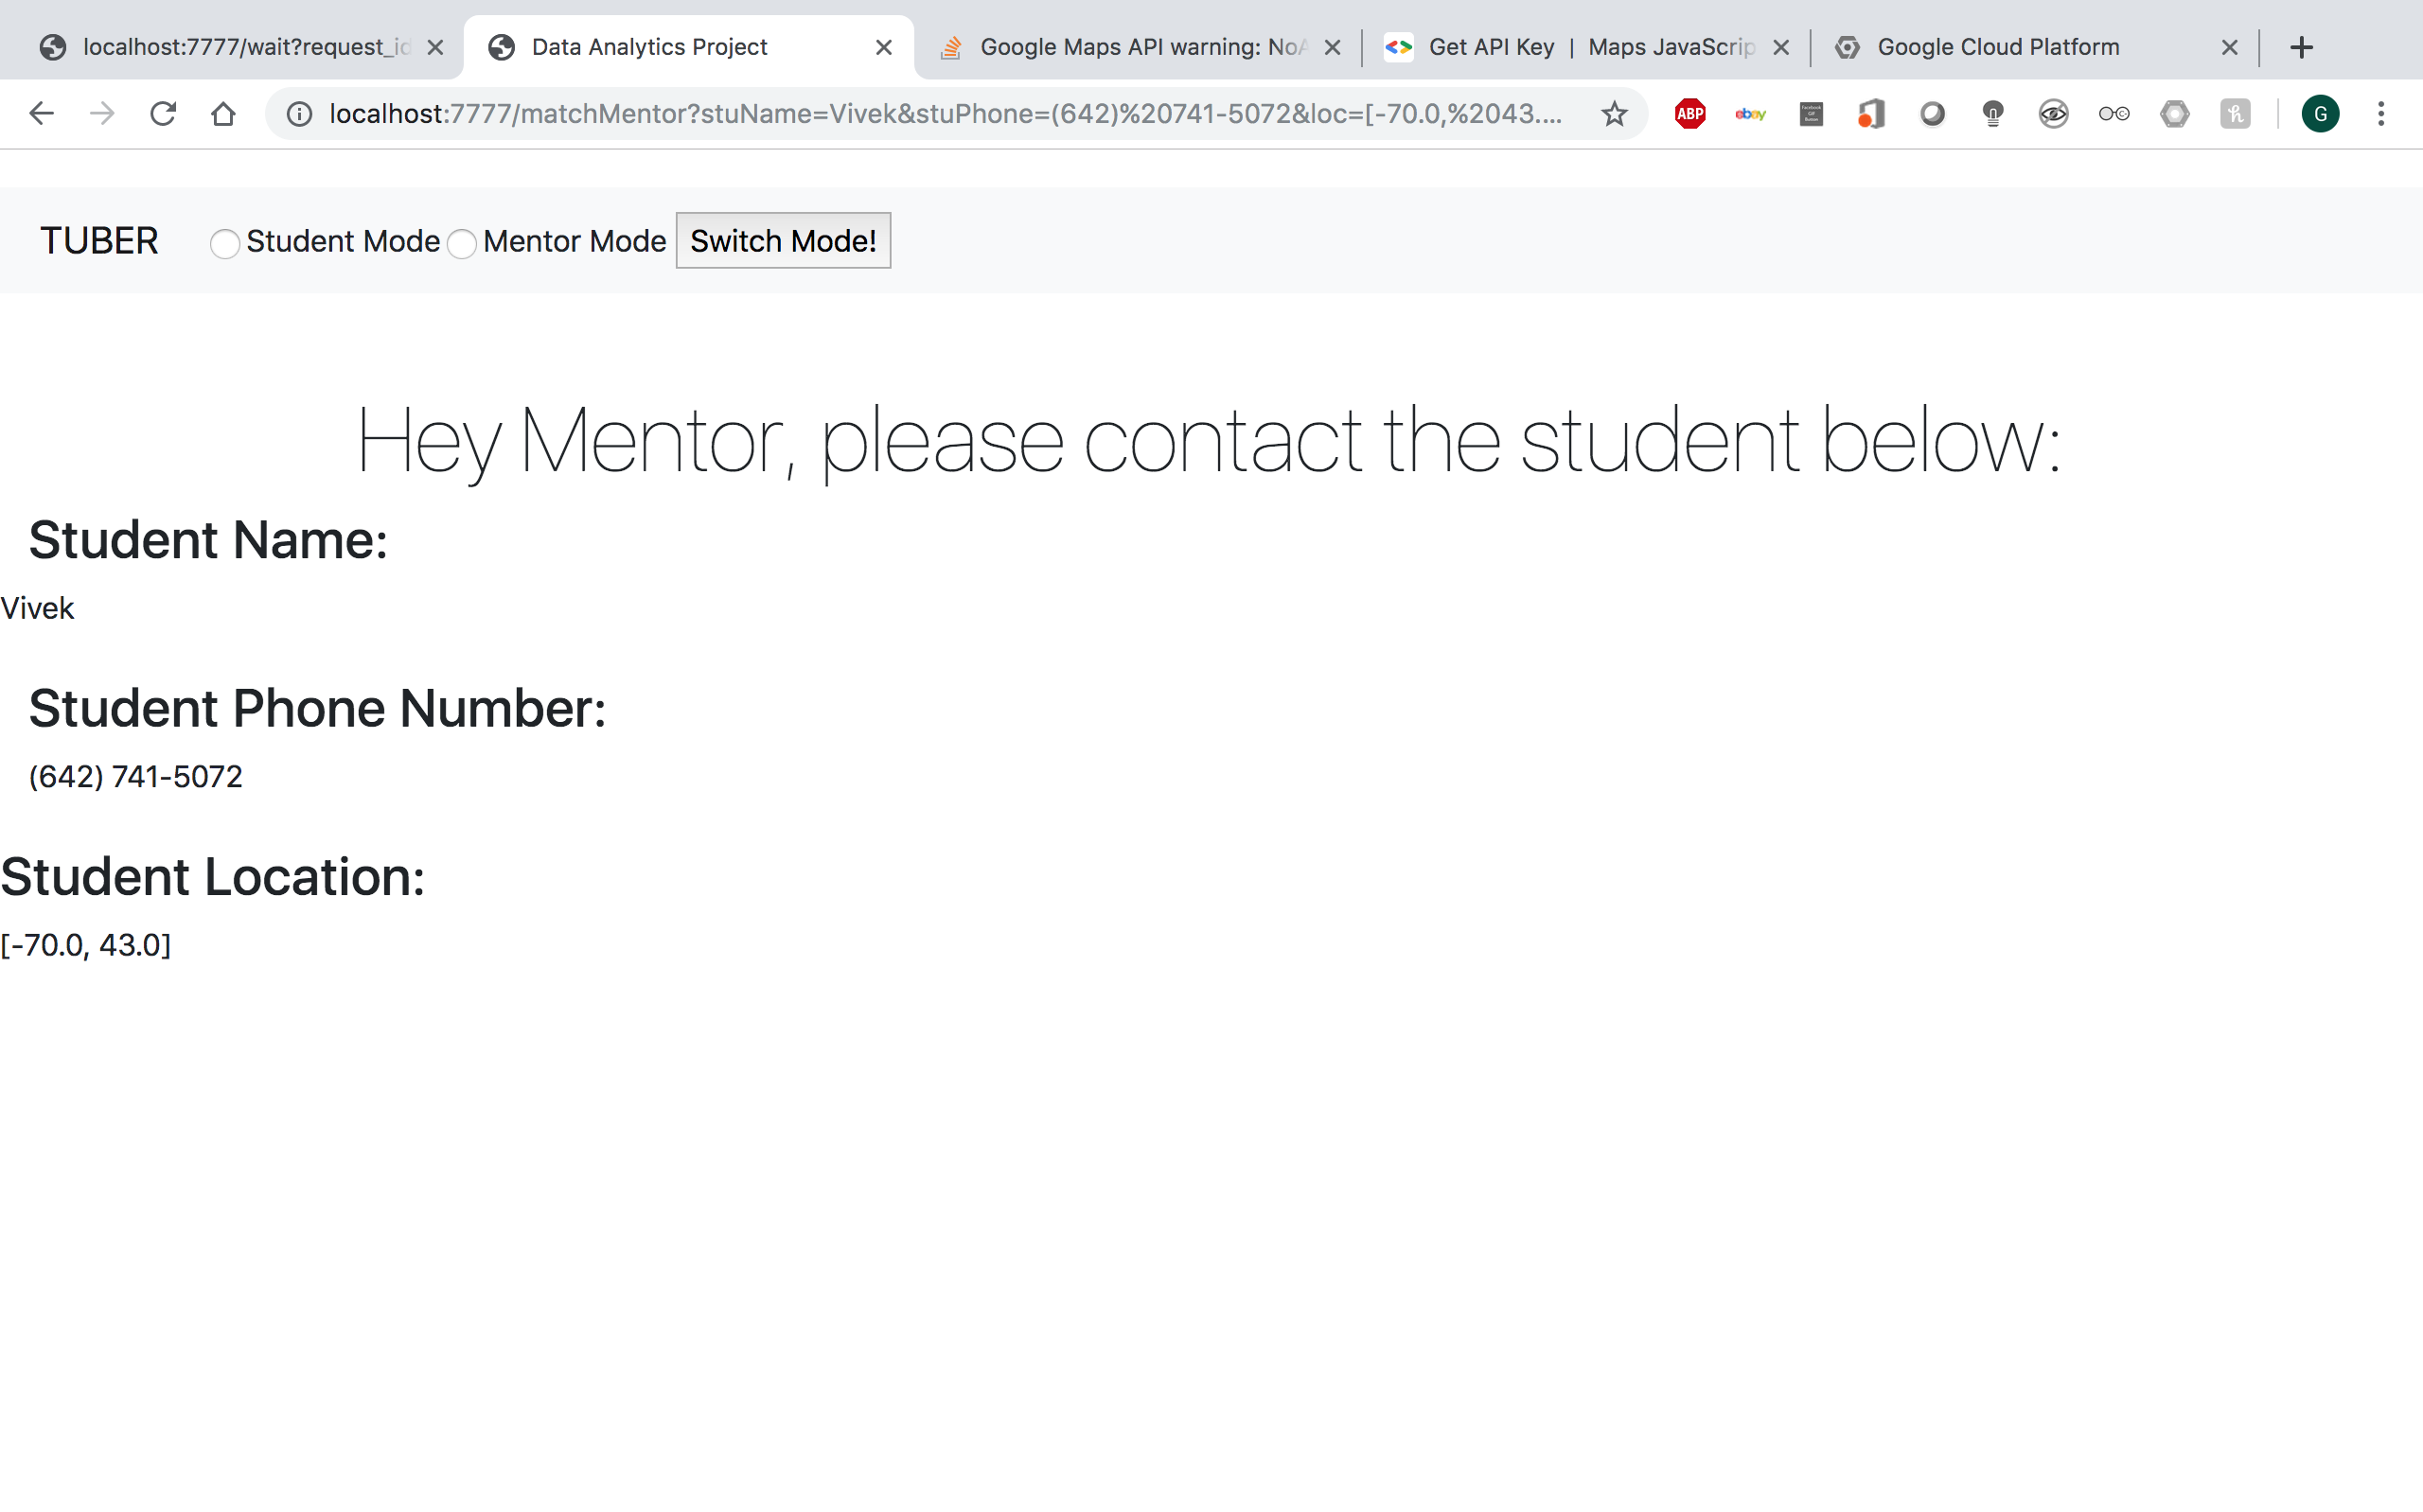 localhost:7777/wait?request_id
Data Analytics Project
Google Maps API warning: NoA
Get API Key | Maps JavaScrip
Google Cloud Platform
localhost:7777/matchMentor?stuName=Vivek&stuPhone=(642)%20741-5072&loc=[-70.0,%2043....
ABP
ebay
G
TUBER
Student Mode
Mentor Mode
Switch Mode!
Hey Mentor, please contact the student below:
Student Name:
Vivek
Student Phone Number:
(642) 741-5072
Student Location:
[-70.0, 43.0]